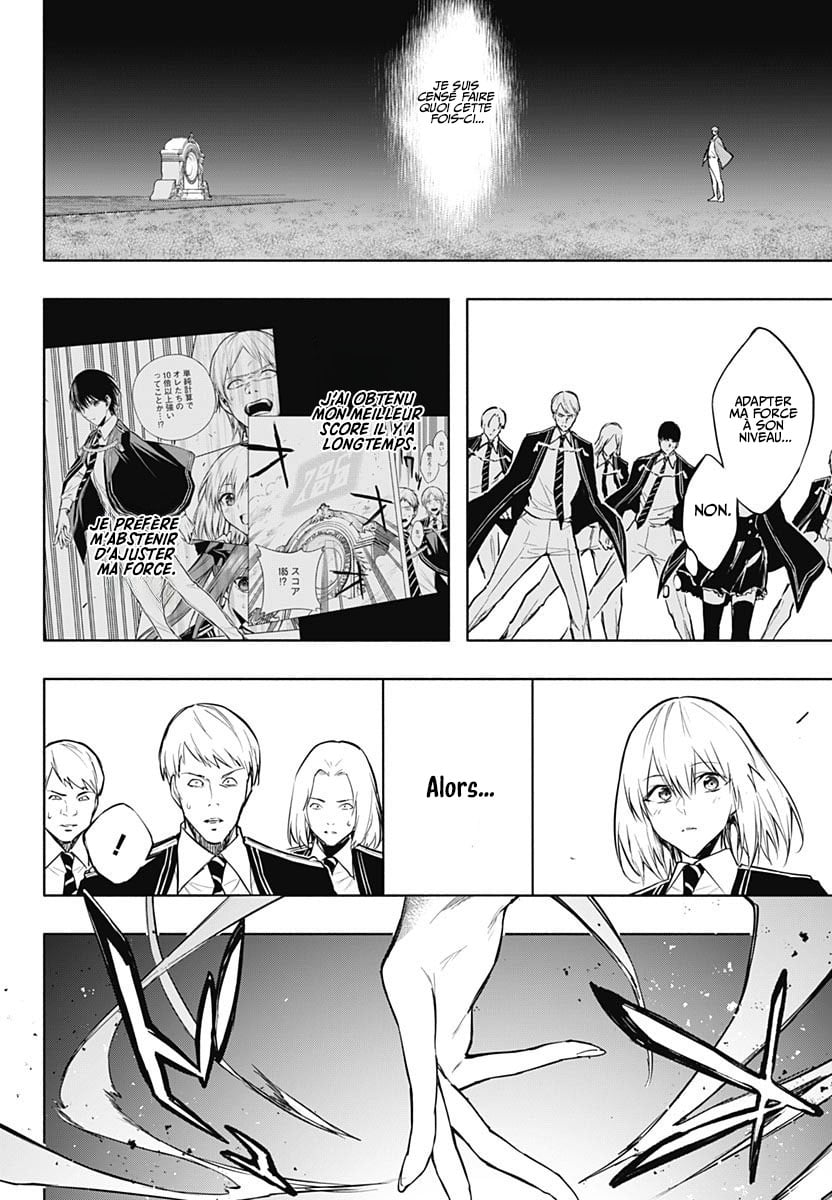 JE SUIS
CENSÉ FAIRE
QUOI CETTE
FOIS-CI...
ADAPTER
MA FORCE
À SON
NIVEAU...
NON.
J'AI OBTENU
MON MEILLEUR
SCORE IL Y A
LONGTEMPS.
JE PRÉFÈRE
M'ABSTENIR
D'AJUSTER
MA FORCE.
単純計算で
オレたちの
10倍以上強い
ってことか…!?
スコア
185!?
Alors...
!